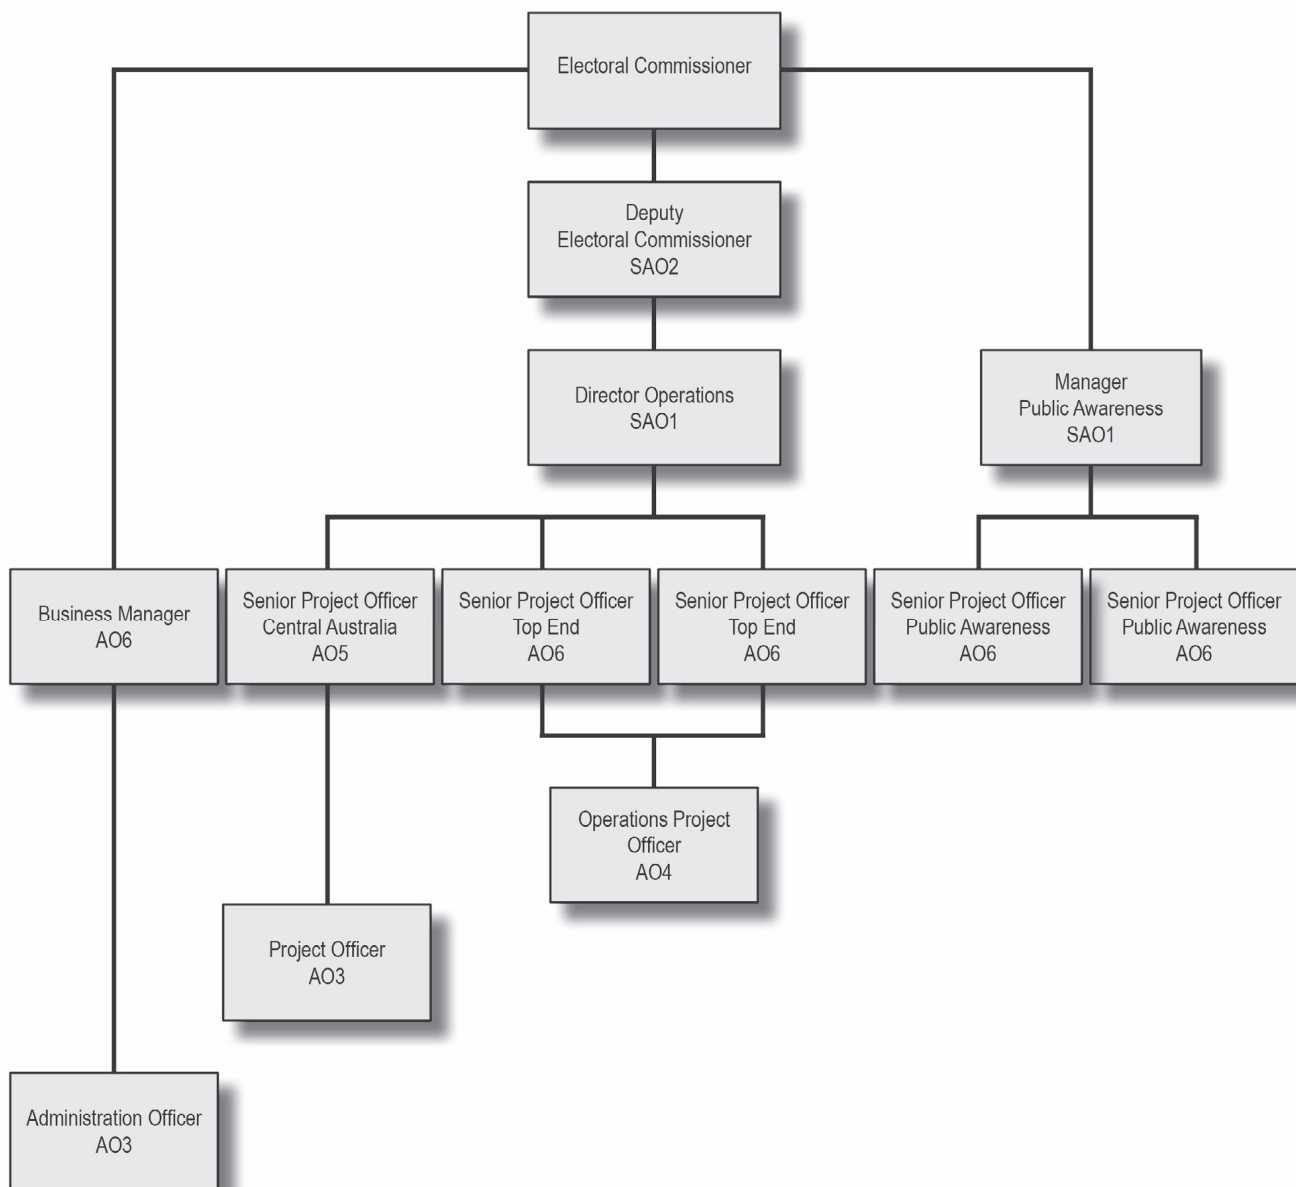 Electoral Commissioner
Deputy
Electoral Commissioner
SAO2
Director Operations
SAO1
Manager
Public Awareness
SAO1
Business Manager
AO6
Senior Project Officer
Central Australia
AO5
Senior Project Officer
Top End
AO6
Senior Project Officer
Top End
AO6
Senior Project Officer
Public Awareness
AO6
Senior Project Officer
Public Awareness
AO6
Operations Project
Officer
AO4
Project Officer
AO3
Administration Officer
AO3